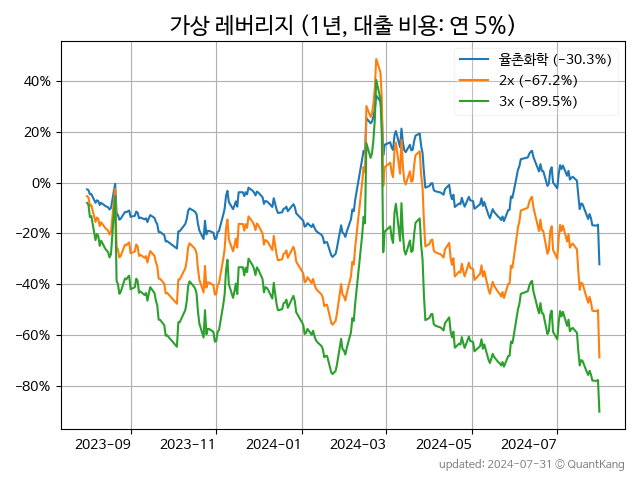 가상 레버리지 (1년, 대출 비용: 연 5%)
율촌화학 (−30.3%)
2x (−67.2%)
3x (−89.5%)
40%
20%
0%
−20%
−40%
−60%
−80%
2023-09 2023-11 2024-01 2024-03 2024-05 2024-07
updated: 2024-07-31 © QuantKang